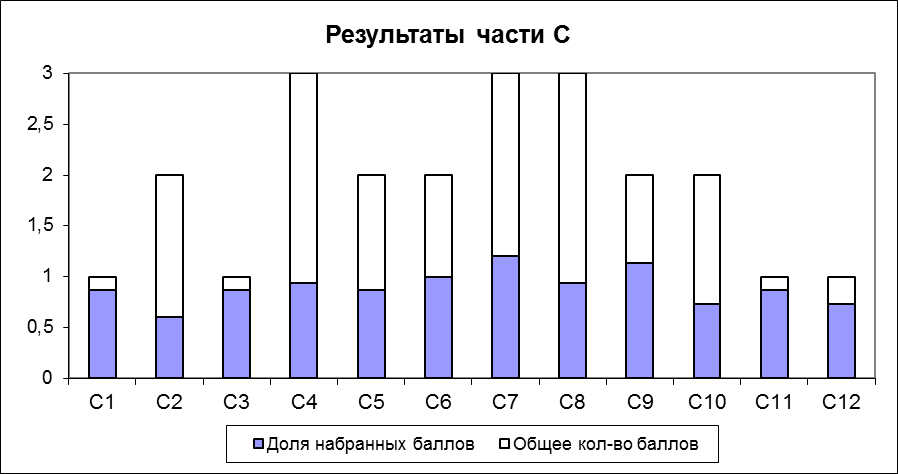 Результаты части С
3
2,5
2
1,5
1
0,5
0
С1 С2 С3 С4 С5 С6 С7 С8 С9 С10 С11 С12
Доля набранных баллов Общее кол-во баллов